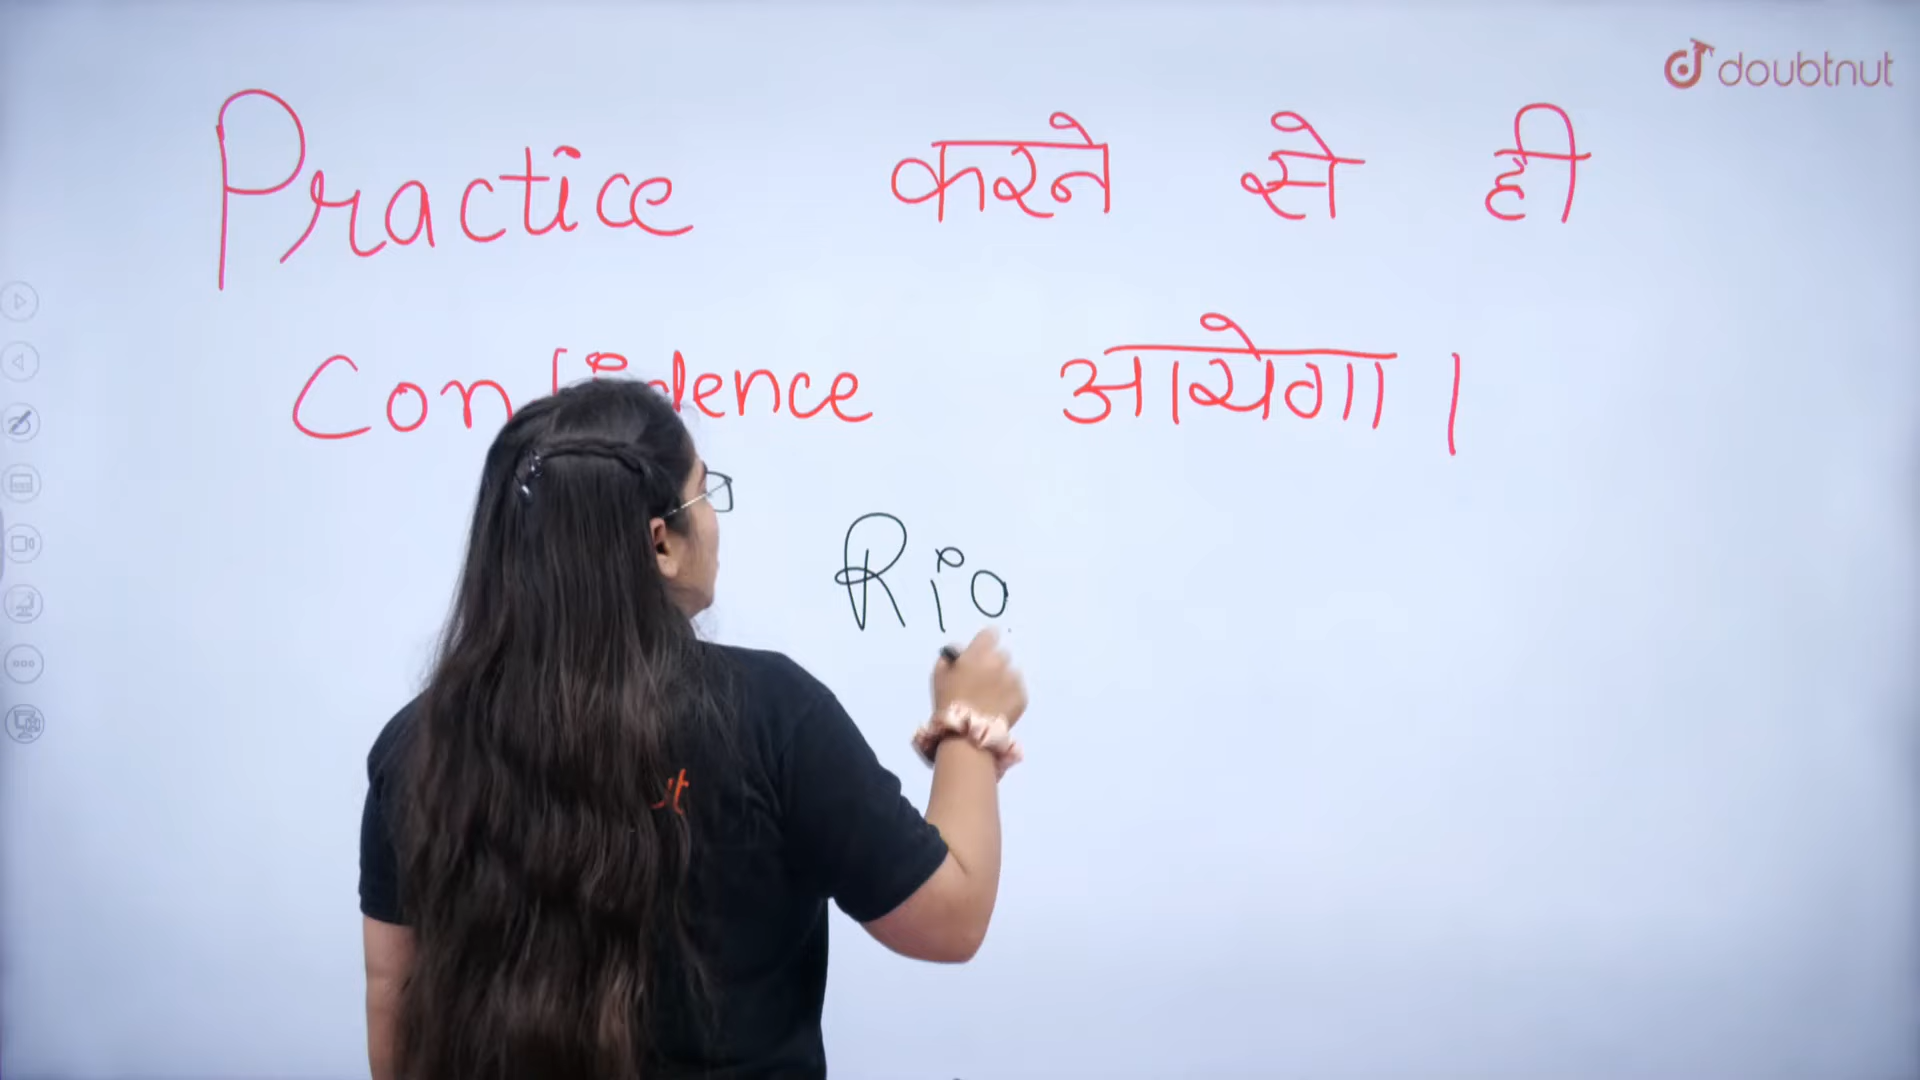 doubtnut
Practice करने से ही
Confidence आयेगा ।
Rio